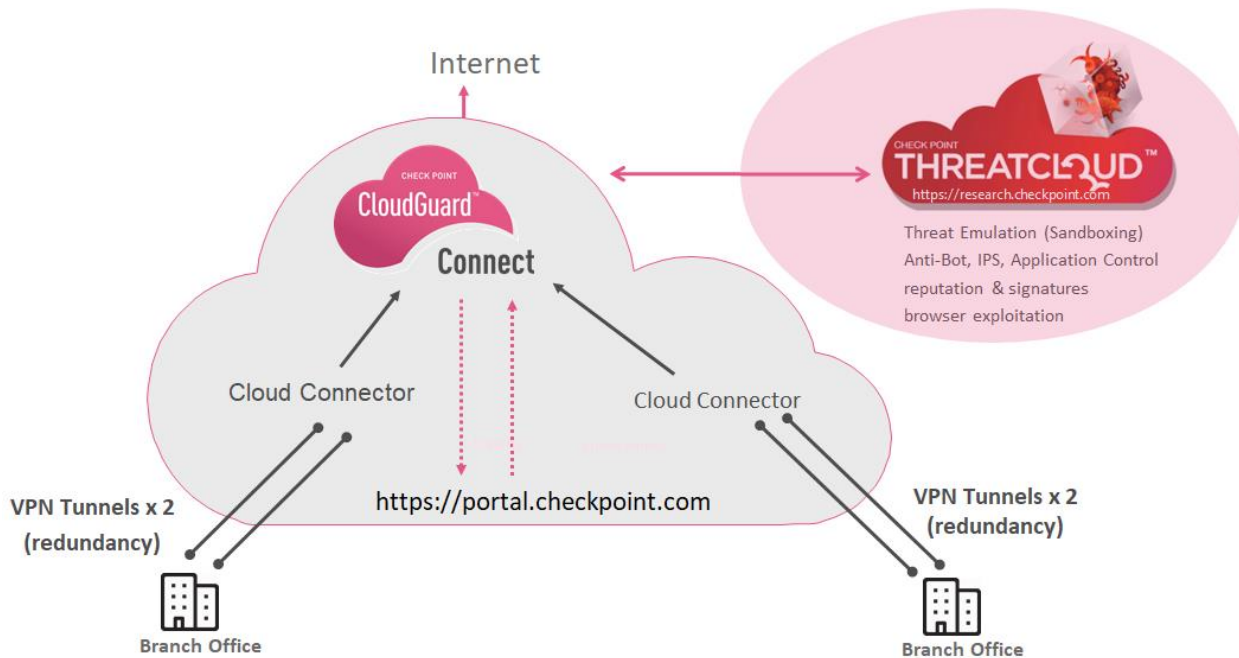 Internet
CHECK POINT
CloudGuard™
Connect
CHECK POINT
THREATCLOUD™
https://research.checkpoint.com
Threat Emulation (Sandboxing)
Anti-Bot, IPS, Application Control
reputation & signatures
browser exploitation
Cloud Connector
Cloud Connector
https://portal.checkpoint.com
VPN Tunnels x 2
(redundancy)
Branch Office
VPN Tunnels x 2
(redundancy)
Branch Office